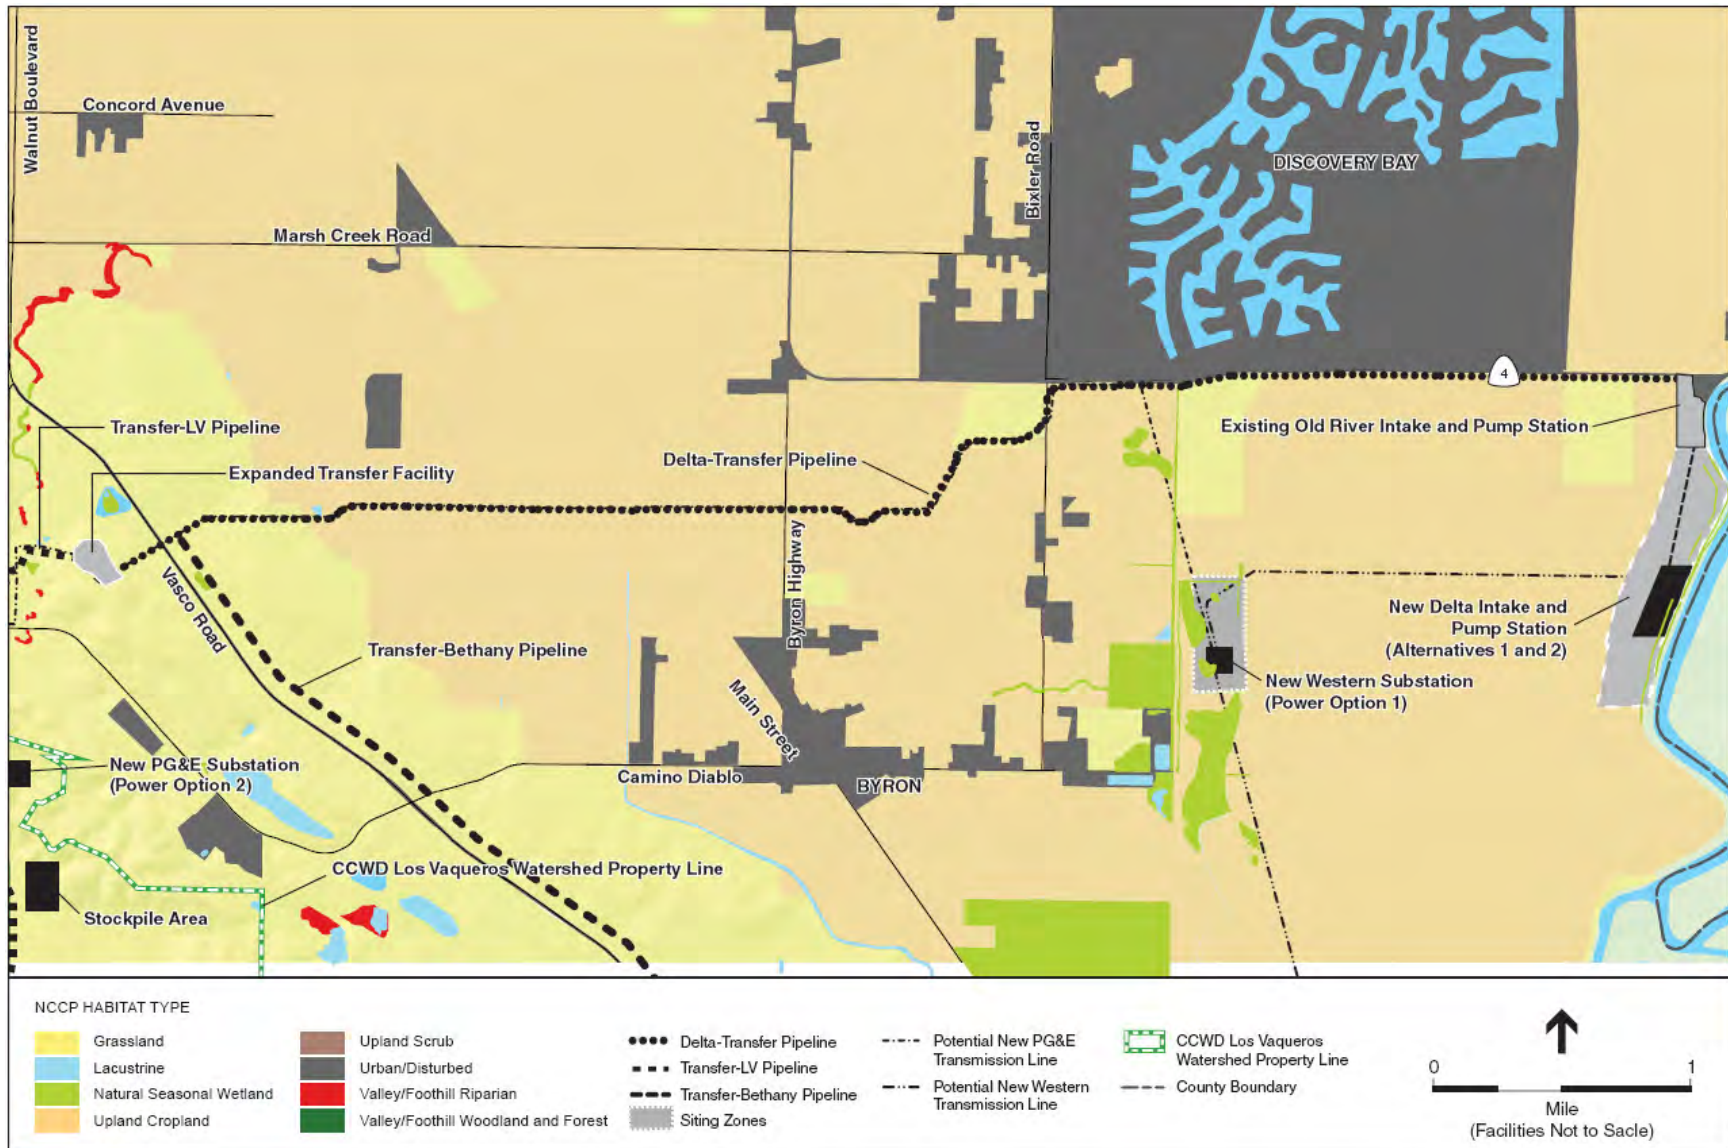 Walnut Boulevard
Concord Avenue
Marsh Creek Road
Bixler Road
DISCOVERY BAY
4
Transfer-LV Pipeline
Expanded Transfer Facility
Delta-Transfer Pipeline
Existing Old River Intake and Pump Station
Vasco Road
Byron Highway
Transfer-Bethany Pipeline
New Delta Intake and
Pump Station
(Alternatives 1 and 2)
New Western Substation
(Power Option 1)
Main Street
New PG&E Substation
(Power Option 2)
Camino Diablo
BYRON
CCWD Los Vaqueros Watershed Property Line
Stockpile Area
NCCP HABITAT TYPE
Grassland
Lacustrine
Natural Seasonal Wetland
Upland Cropland
Upland Scrub
Urban/Disturbed
Valley/Foothill Riparian
Valley/Foothill Woodland and Forest
Delta-Transfer Pipeline
Transfer-LV Pipeline
Transfer-Bethany Pipeline
Siting Zones
Potential New PG&E
Transmission Line
Potential New Western
Transmission Line
CCWD Los Vaqueros
Watershed Property Line
County Boundary
0 1
Mile
(Facilities Not to Sacle)